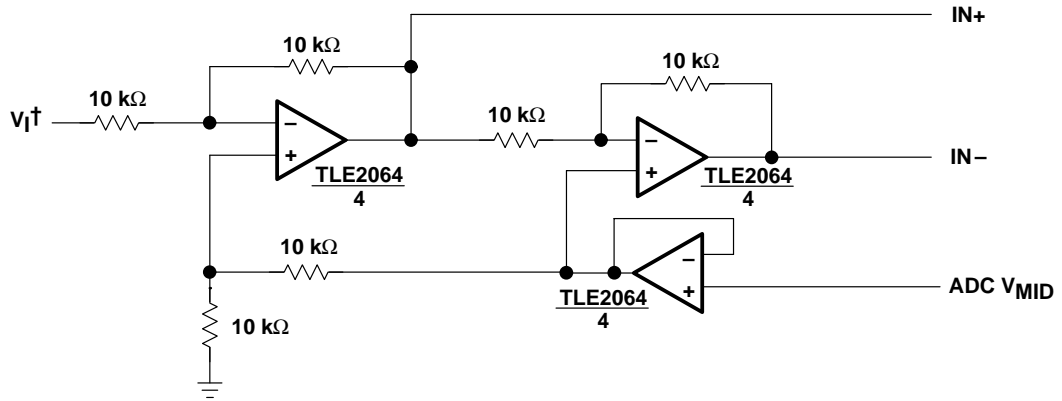 IN+
10 kΩ
10 kΩ
10 kΩ
VI†
10 kΩ
–
+
–
+
IN–
TLE2064
4
TLE2064
4
10 kΩ
–
+
ADC VMID
TLE2064
4
10 kΩ